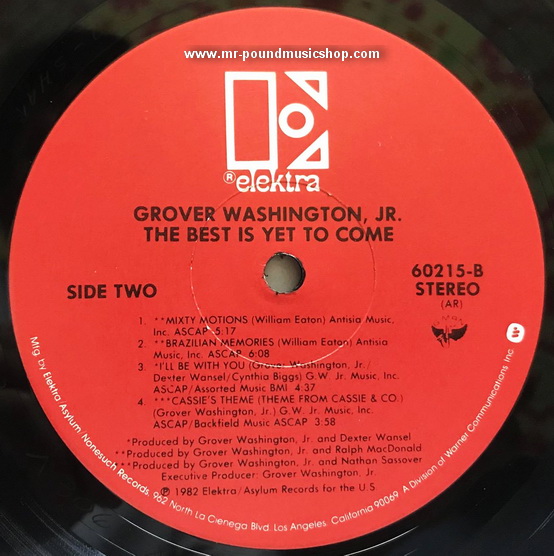 www.mr-poundmusicshop.com
® elektra
GROVER WASHINGTON, JR.
THE BEST IS YET TO COME
60215-B
SIDE TWO
STEREO
(AR)
1. **MIXTY MOTIONS (William Eaton) Antisia Music,
Inc. ASCAP 5:17
2. **BRAZILIAN MEMORIES (William Eaton) Antisia
Music, Inc. ASCAP 6:08
3. *I'LL BE WITH YOU (Grover Washington, Jr./
Dexter Wansel/Cynthia Biggs) G.W. Jr. Music, Inc.
ASCAP/Assorted Music BMI 4:37
4. ***CASSIE'S THEME (THEME FROM CASSIE & CO.)
(Grover Washington, Jr.) G.W. Jr. Music, Inc.
ASCAP/Backfield Music ASCAP 3:58
*Produced by Grover Washington, Jr. and Dexter Wansel
**Produced by Grover Washington, Jr. and Ralph MacDonald
***Produced by Grover Washington, Jr. and Nathan Sassover
Executive Producer: Grover Washington, Jr.
℗ 1982 Elektra/Asylum Records for the U.S.
Mfg. by Elektra/Asylum/Nonesuch Records, 962 North La Cienega Blvd. Los Angeles, California 90069 A Division of Warner Communications Inc.